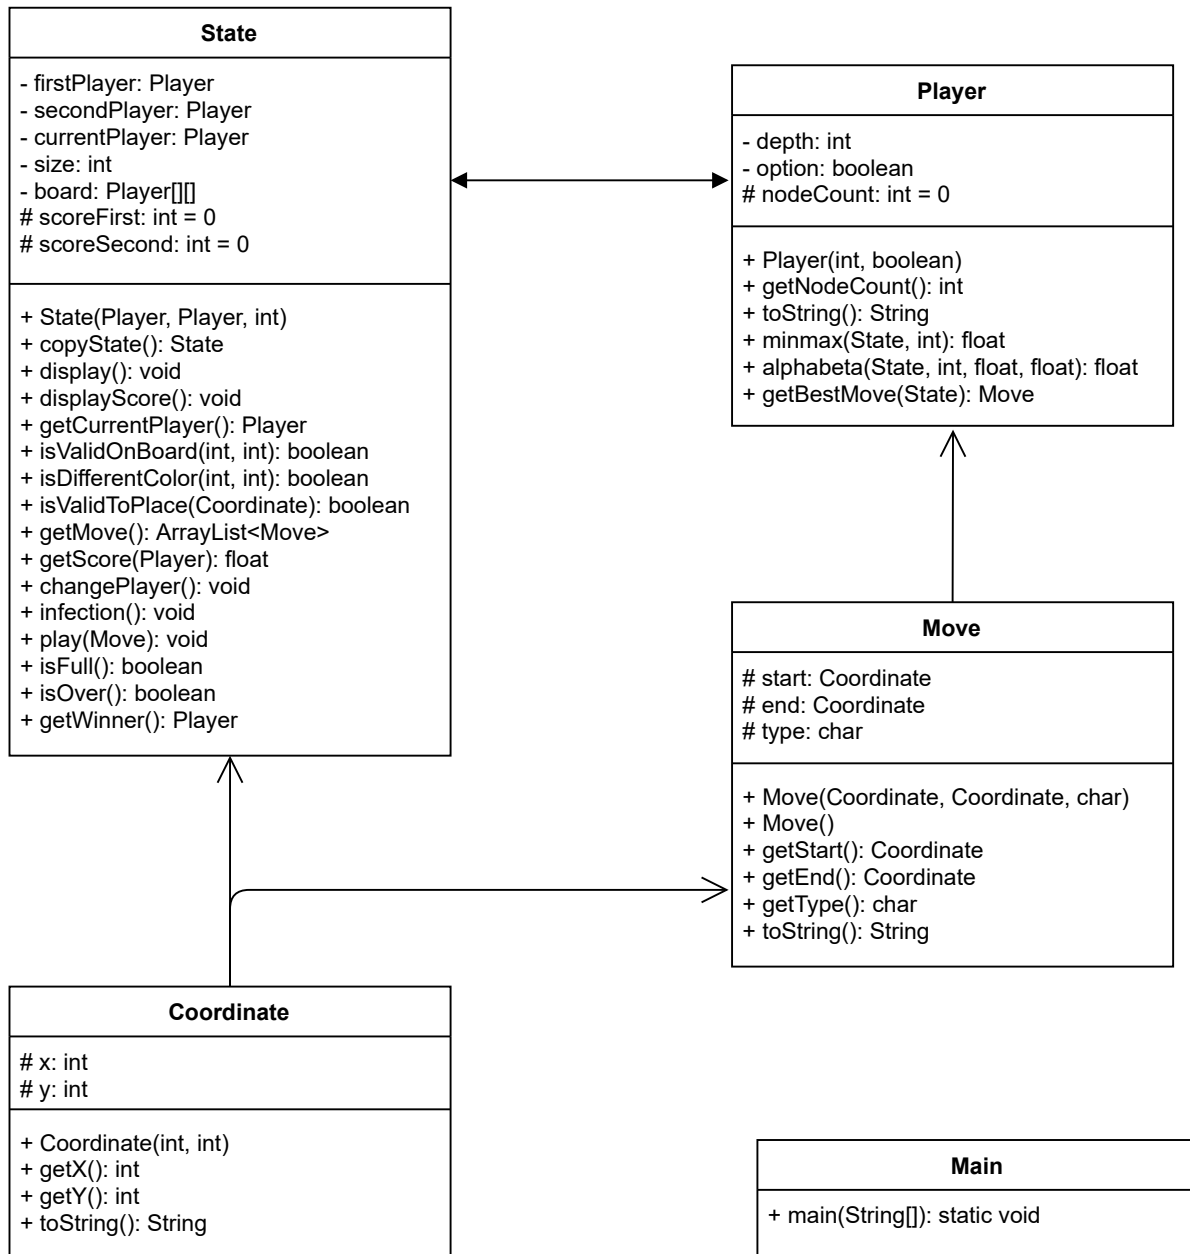 State
- firstPlayer: Player
- secondPlayer: Player
- currentPlayer: Player
- size: int
- board: Player[][]
# scoreFirst: int = 0
# scoreSecond: int = 0
+ State(Player, Player, int)
+ copyState(): State
+ display(): void
+ displayScore(): void
+ getCurrentPlayer(): Player
+ isValidOnBoard(int, int): boolean
+ isDifferentColor(int, int): boolean
+ isValidToPlace(Coordinate): boolean
+ getMove(): ArrayList<Move>
+ getScore(Player): float
+ changePlayer(): void
+ infection(): void
+ play(Move): void
+ isFull(): boolean
+ isOver(): boolean
+ getWinner(): Player
Player
- depth: int
- option: boolean
# nodeCount: int = 0
+ Player(int, boolean)
+ getNodeCount(): int
+ toString(): String
+ minmax(State, int): float
+ alphabeta(State, int, float, float): float
+ getBestMove(State): Move
Move
# start: Coordinate
# end: Coordinate
# type: char
+ Move(Coordinate, Coordinate, char)
+ Move()
+ getStart(): Coordinate
+ getEnd(): Coordinate
+ getType(): char
+ toString(): String
Coordinate
# x: int
# y: int
+ Coordinate(int, int)
+ getX(): int
+ getY(): int
+ toString(): String
Main
+ main(String[]): static void